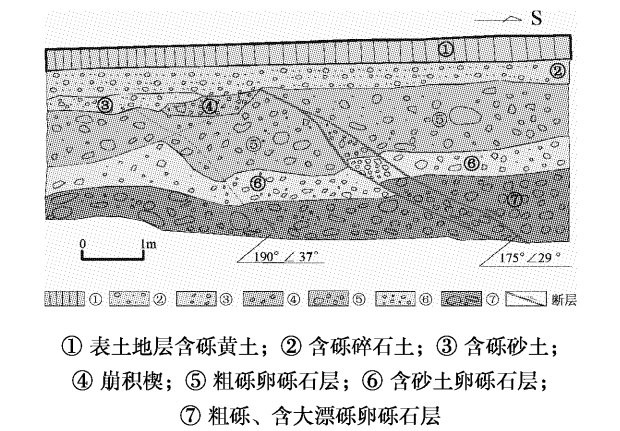 S
①
②
③ ④
⑤ ⑤
⑥ ⑥
⑦
0 1m
190° ∠ 37° 175° ∠ 29°
① ② ③ ④ ⑤ ⑥ ⑦ 断层
① 表土地层含砾黄土；② 含砾碎石土；③ 含砾砂土；
④ 崩积楔；⑤ 粗砾卵砾石层；⑥ 含砂土卵砾石层；
⑦ 粗砾、含大漂砾卵砾石层